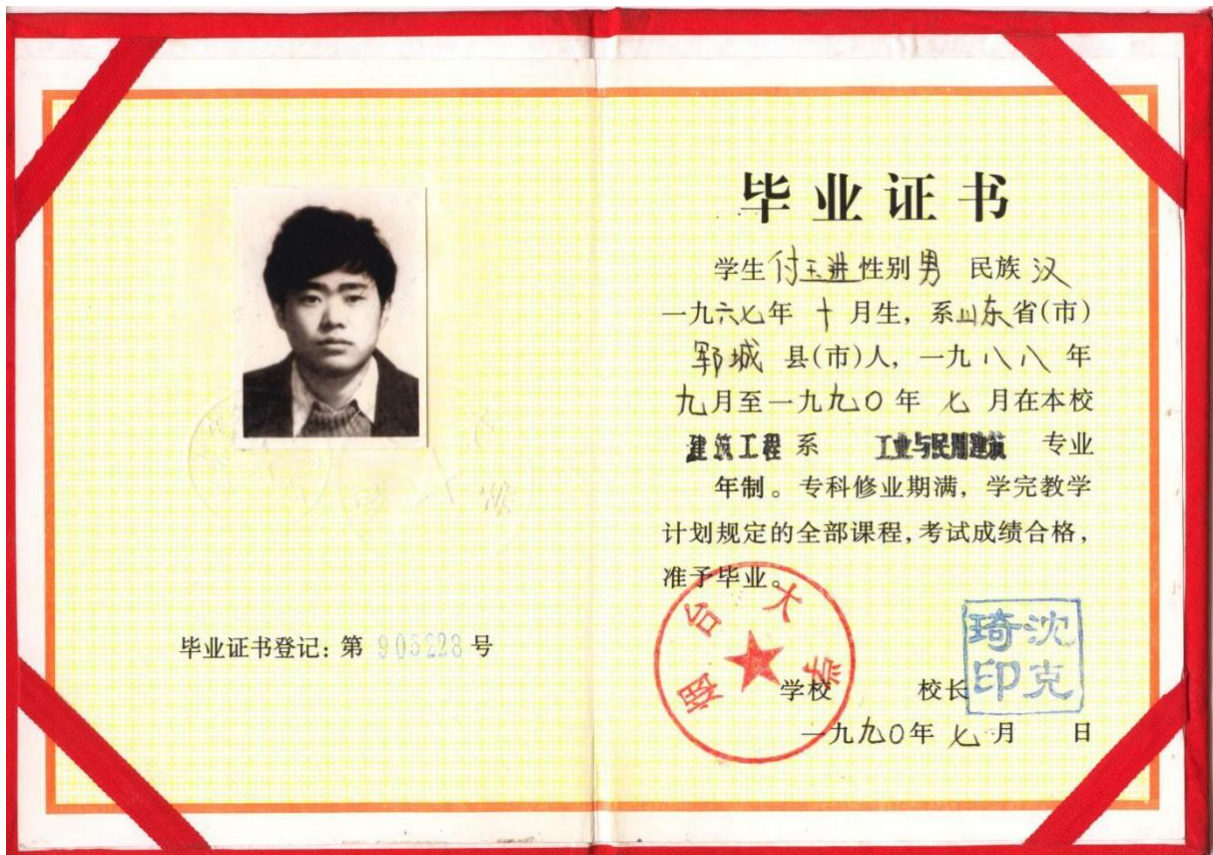 毕业证书
学生付玉进性别男 民族汉
一九六七年 十 月生，系山东省(市)
郓城 县(市)人，一九八八年
九月至一九九〇年 七 月在本校
建筑工程 系 工业与民用建筑 专业
年制。专科修业期满，学完教学
计划规定的全部课程，考试成绩合格，
准予毕业。
烟台大学
沈克琦印
学校 校长
一九九〇年 七 月 日
毕业证书登记：第 905228 号